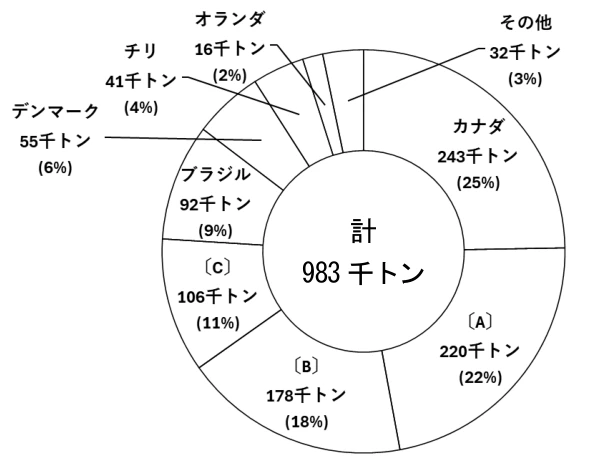 オランダ
16千トン
(2%)
その他
32千トン
(3%)
チリ
41千トン
(4%)
デンマーク
55千トン
(6%)
カナダ
243千トン
(25%)
ブラジル
92千トン
(9%)
計
983 千トン
〔C〕
106千トン
(11%)
〔A〕
220千トン
(22%)
〔B〕
178千トン
(18%)